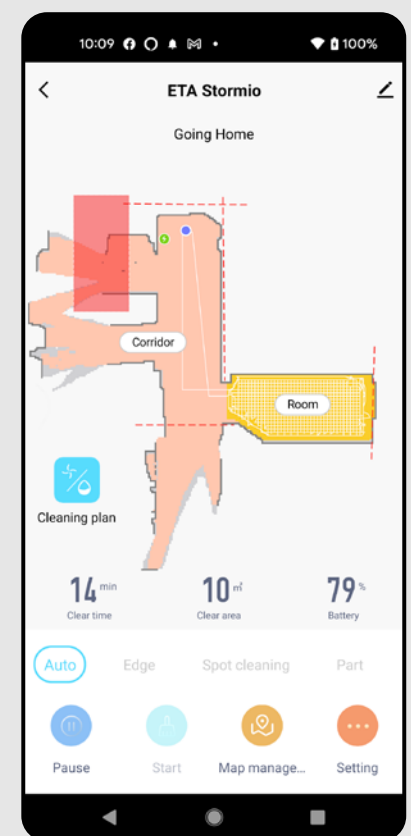 10:09 100%
ETA Stormio
Going Home
Corridor
Room
Cleaning plan
14 min 10 ㎡ 79 %
Clear time Clear area Battery
Auto Edge Spot cleaning Part
Pause Start Map manage... Setting